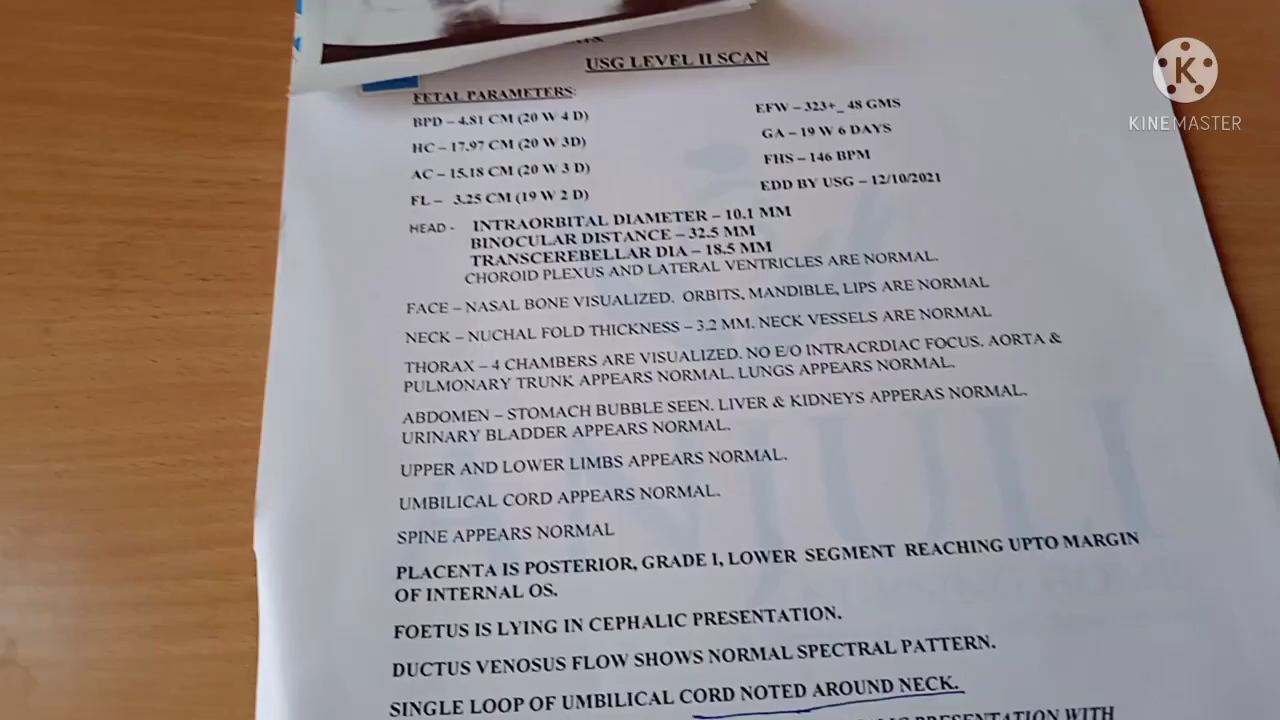 USG LEVEL II SCAN
FETAL PARAMETERS:
BPD – 4.81 CM (20 W 4 D)
EFW – 323+_ 48 GMS
HC – 17.97 CM (20 W 3D)
GA – 19 W 6 DAYS
AC – 15.18 CM (20 W 3 D)
FHS – 146 BPM
FL – 3.25 CM (19 W 2 D)
EDD BY USG – 12/10/2021
HEAD - INTRAORBITAL DIAMETER – 10.1 MM
BINOCULAR DISTANCE – 32.5 MM
TRANSCEREBELLAR DIA – 18.5 MM
CHOROID PLEXUS AND LATERAL VENTRICLES ARE NORMAL.
FACE – NASAL BONE VISUALIZED. ORBITS, MANDIBLE, LIPS ARE NORMAL
NECK – NUCHAL FOLD THICKNESS – 3.2 MM. NECK VESSELS ARE NORMAL
THORAX – 4 CHAMBERS ARE VISUALIZED. NO E/O INTRACRDIAC FOCUS. AORTA &
PULMONARY TRUNK APPEARS NORMAL. LUNGS APPEARS NORMAL.
ABDOMEN – STOMACH BUBBLE SEEN. LIVER & KIDNEYS APPERAS NORMAL.
URINARY BLADDER APPEARS NORMAL.
UPPER AND LOWER LIMBS APPEARS NORMAL.
UMBILICAL CORD APPEARS NORMAL.
SPINE APPEARS NORMAL
PLACENTA IS POSTERIOR, GRADE I, LOWER SEGMENT REACHING UPTO MARGIN
OF INTERNAL OS.
FOETUS IS LYING IN CEPHALIC PRESENTATION.
DUCTUS VENOSUS FLOW SHOWS NORMAL SPECTRAL PATTERN.
SINGLE LOOP OF UMBILICAL CORD NOTED AROUND NECK.
PRESENTATION WITH
K
KINEMASTER